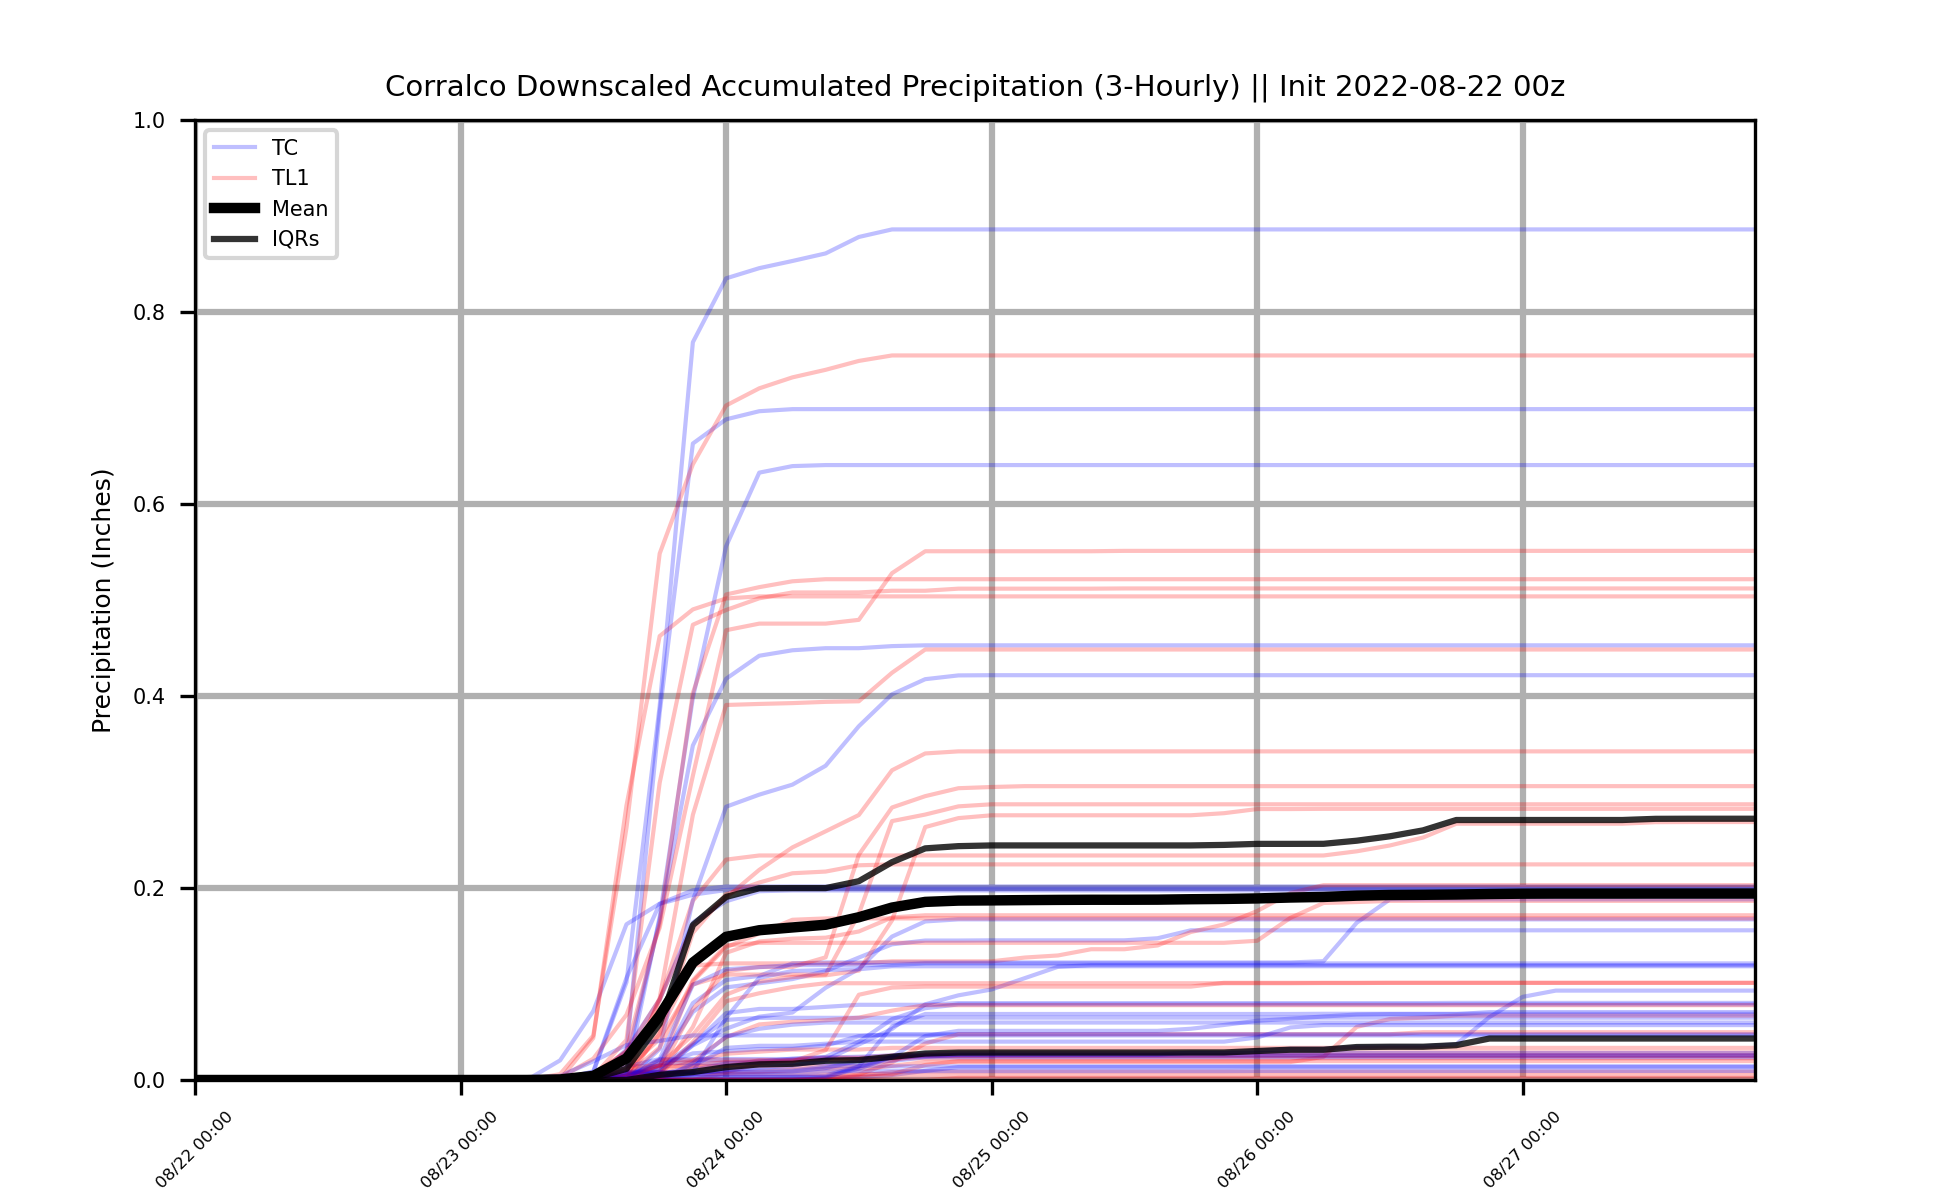 Corralco Downscaled Accumulated Precipitation (3-Hourly) || Init 2022-08-22 00z
1.0
TC
TL1
Mean
IQRs
0.8
0.6
Precipitation (Inches)
0.4
0.2
0.0
08/22 00:00
08/23 00:00
08/24 00:00
08/25 00:00
08/26 00:00
08/27 00:00